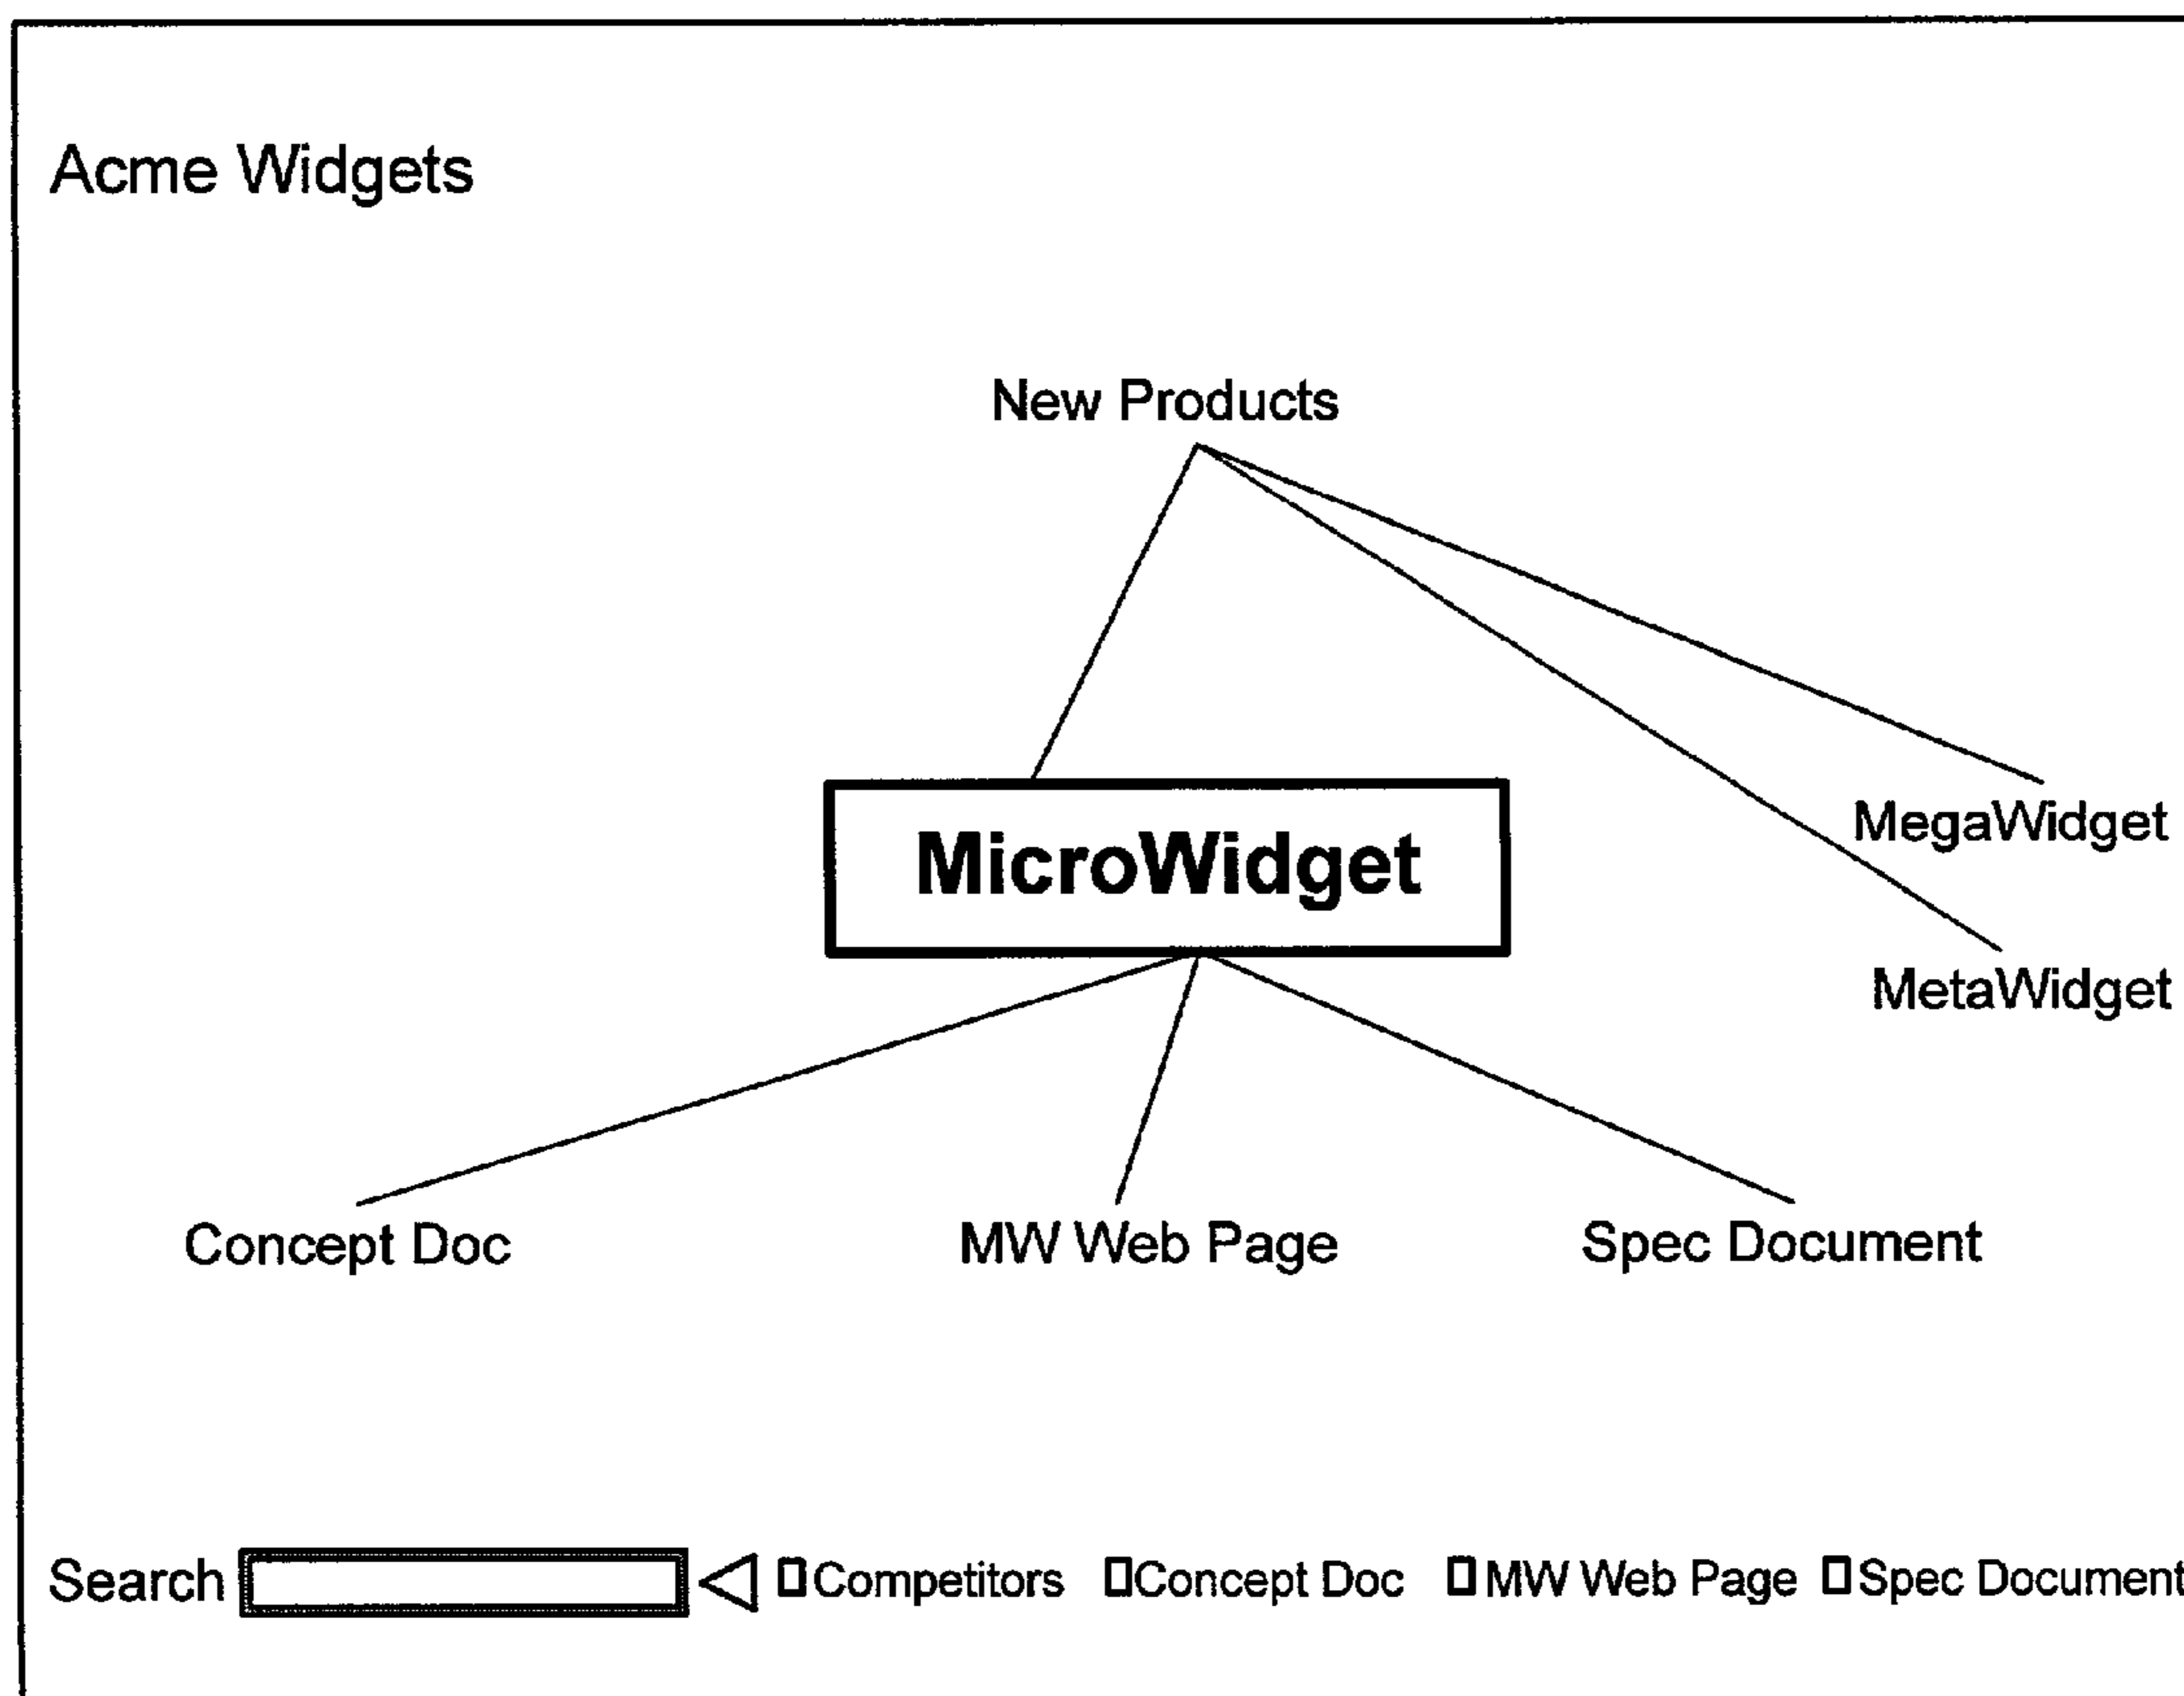 Acme Widgets
New Products
MicroWidget
MegaWidget
MetaWidget
Concept Doc MW Web Page Spec Document
Search Competitors Concept Doc MW Web Page Spec Document